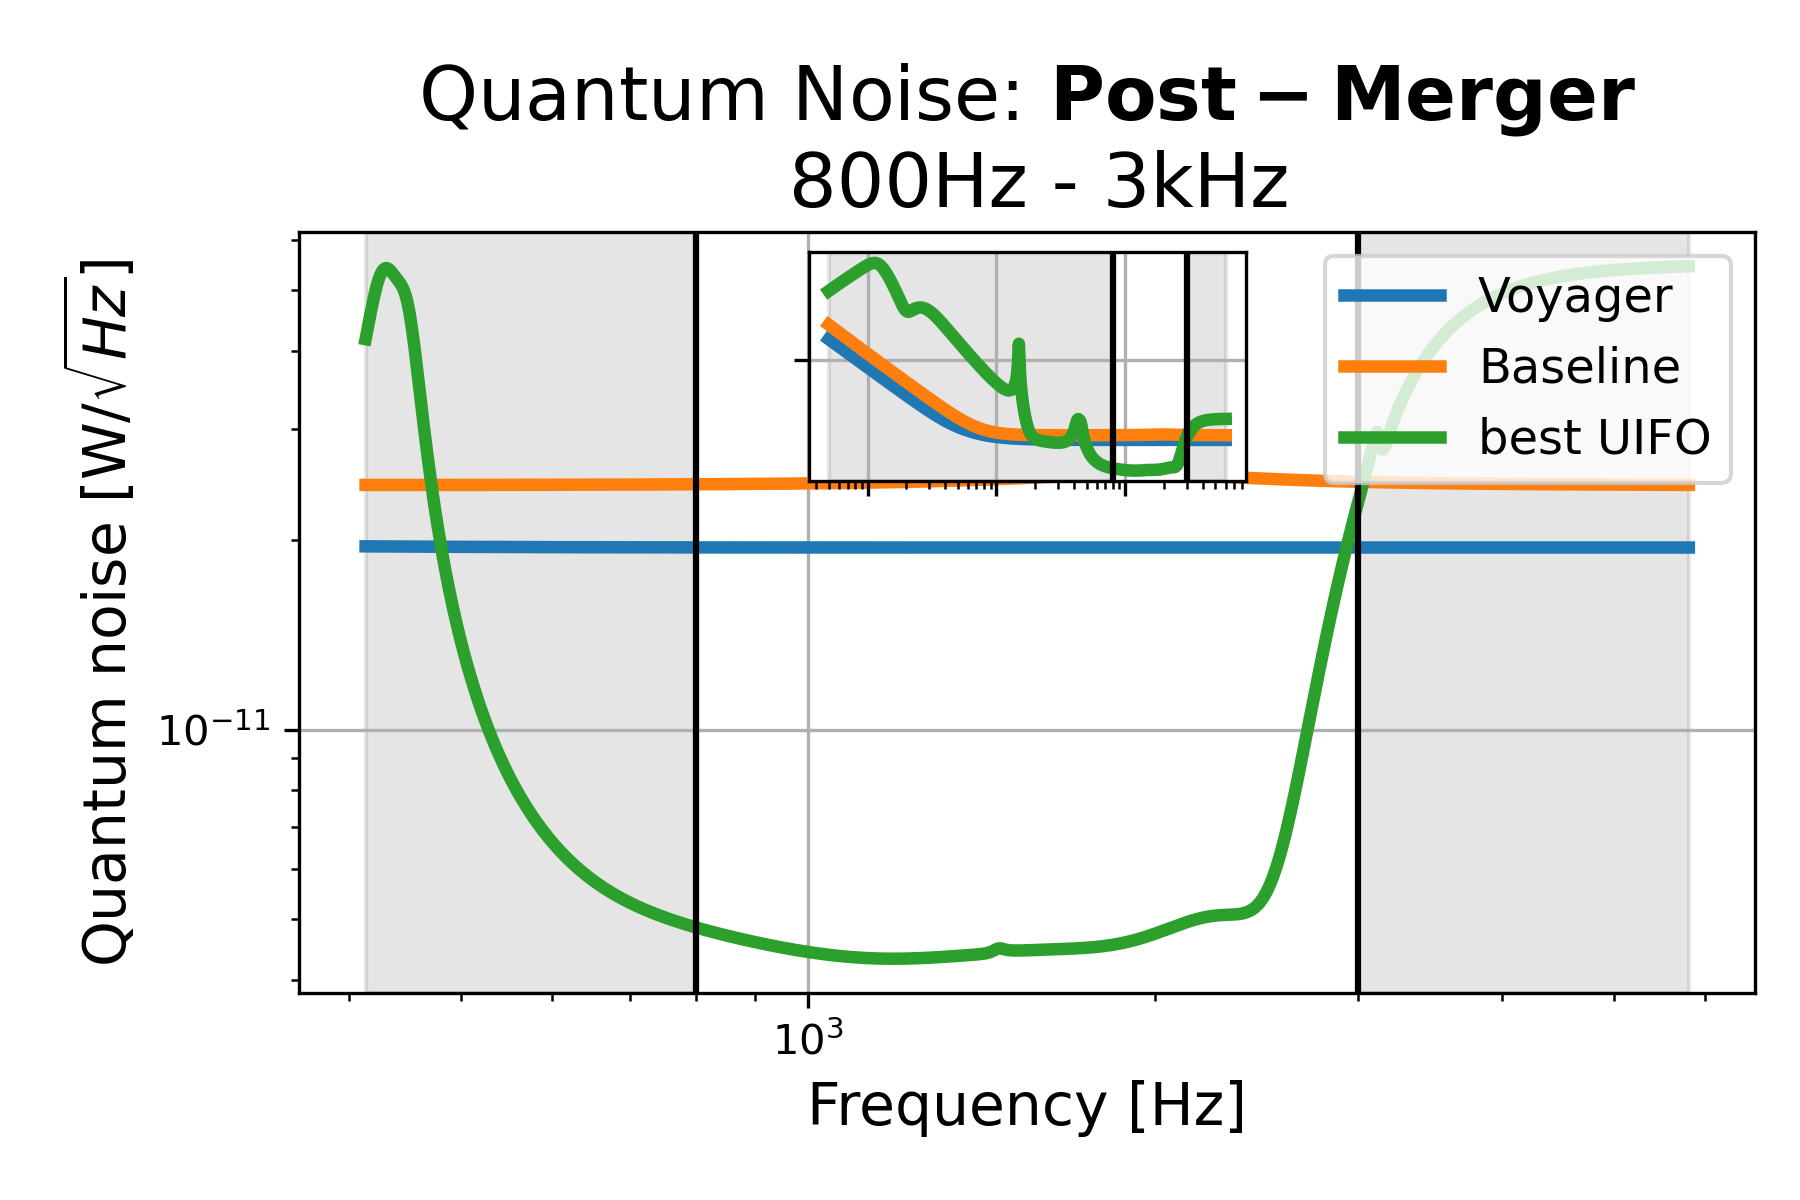 Quantum Noise: Post − Merger
800Hz - 3kHz
Quantum noise [W/√Hz]
10⁻¹¹
10³
Frequency [Hz]
Voyager
Baseline
best UIFO